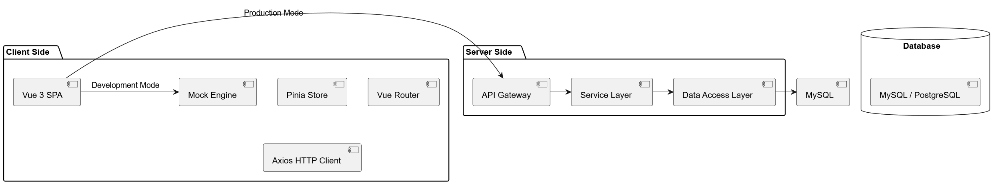 Production Mode
Client Side
Vue 3 SPA
Development Mode
Mock Engine
Pinia Store
Vue Router
Axios HTTP Client
Server Side
API Gateway
Service Layer
Data Access Layer
MySQL
Database
MySQL / PostgreSQL